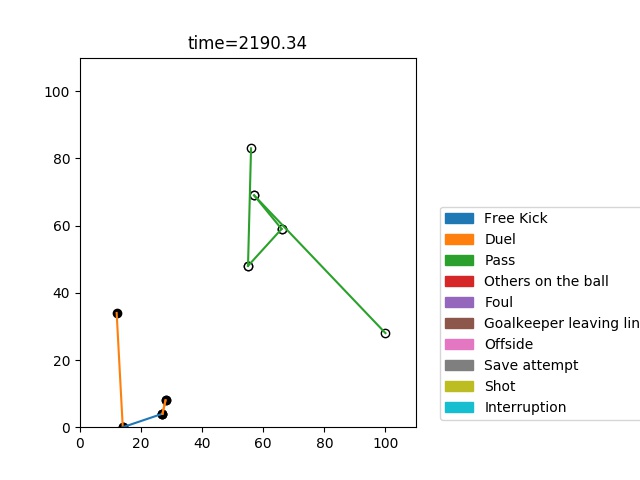 time=2190.34
100
80
60
40
20
0
0 20 40 60 80 100
Free Kick
Duel
Pass
Others on the ball
Foul
Goalkeeper leaving lin
Offside
Save attempt
Shot
Interruption